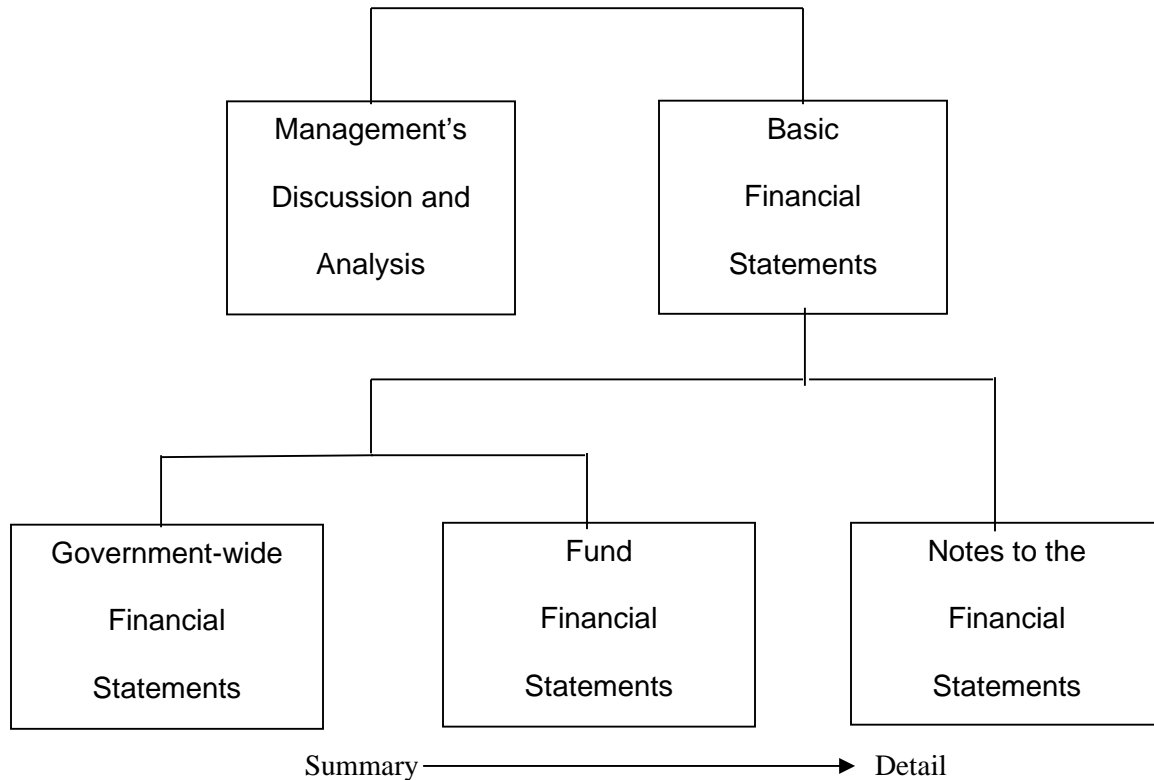 Management’s
Discussion and
Analysis
Basic
Financial
Statements
Government-wide
Financial
Statements
Fund
Financial
Statements
Notes to the
Financial
Statements
Summary
Detail